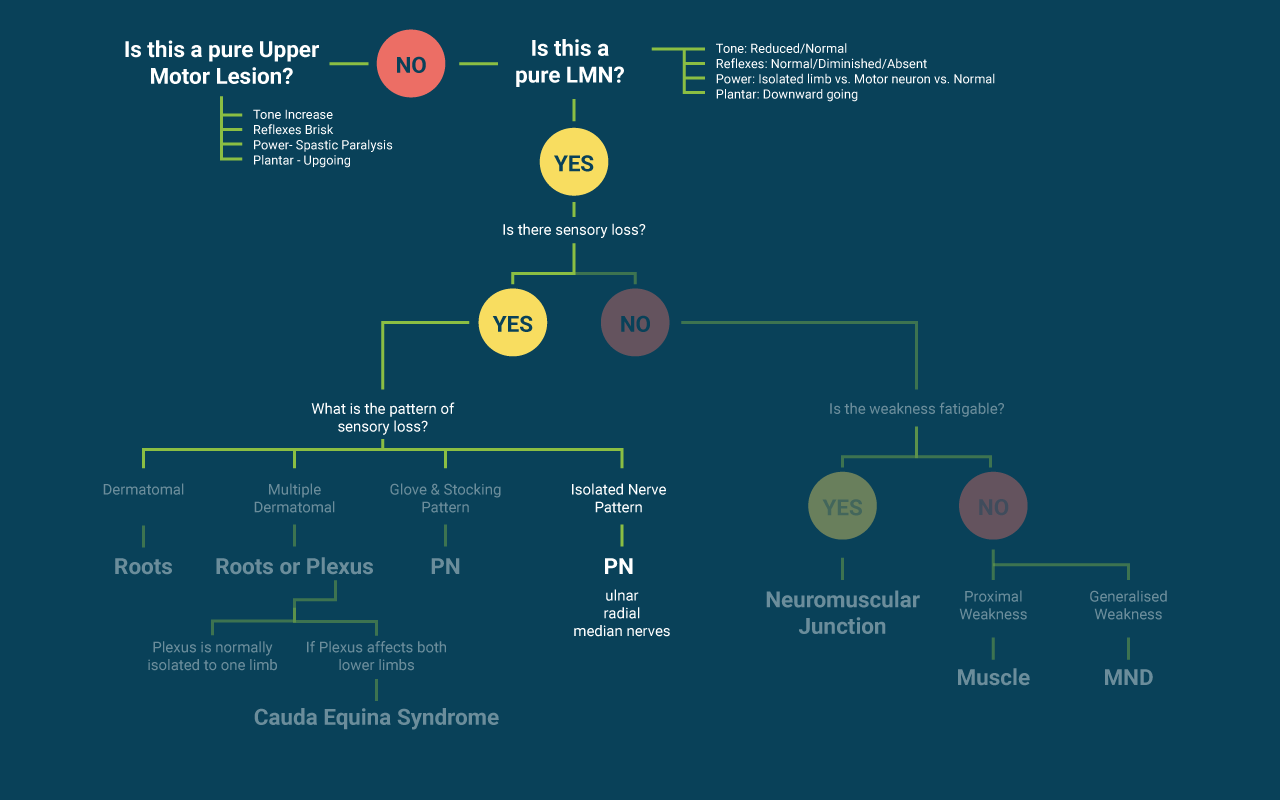 Is this a pure Upper
Motor Lesion?
NO
Is this a
pure LMN?
Tone: Reduced/Normal
Reflexes: Normal/Diminished/Absent
Power: Isolated limb vs. Motor neuron vs. Normal
Plantar: Downward going
Tone Increase
Reflexes Brisk
Power- Spastic Paralysis
Plantar - Upgoing
YES
Is there sensory loss?
YES
NO
What is the pattern of
sensory loss?
Is the weakness fatigable?
Dermatomal
Multiple
Dermatomal
Glove & Stocking
Pattern
Isolated Nerve
Pattern
YES
NO
Roots
Roots or Plexus
PN
PN
ulnar
radial
median nerves
Neuromuscular
Junction
Proximal
Weakness
Generalised
Weakness
Plexus is normally
isolated to one limb
If Plexus affects both
lower limbs
Muscle
MND
Cauda Equina Syndrome